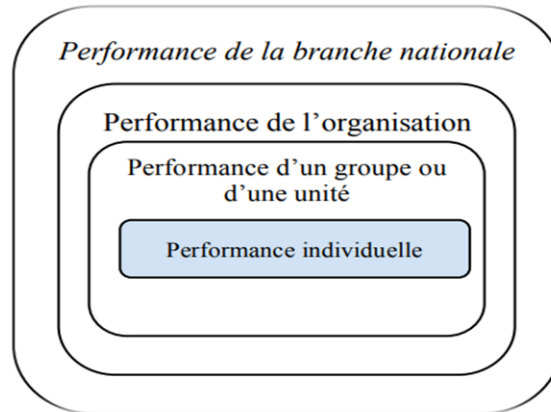 Performance de la branche nationale
Performance de l’organisation
Performance d’un groupe ou
d’une unité
Performance individuelle